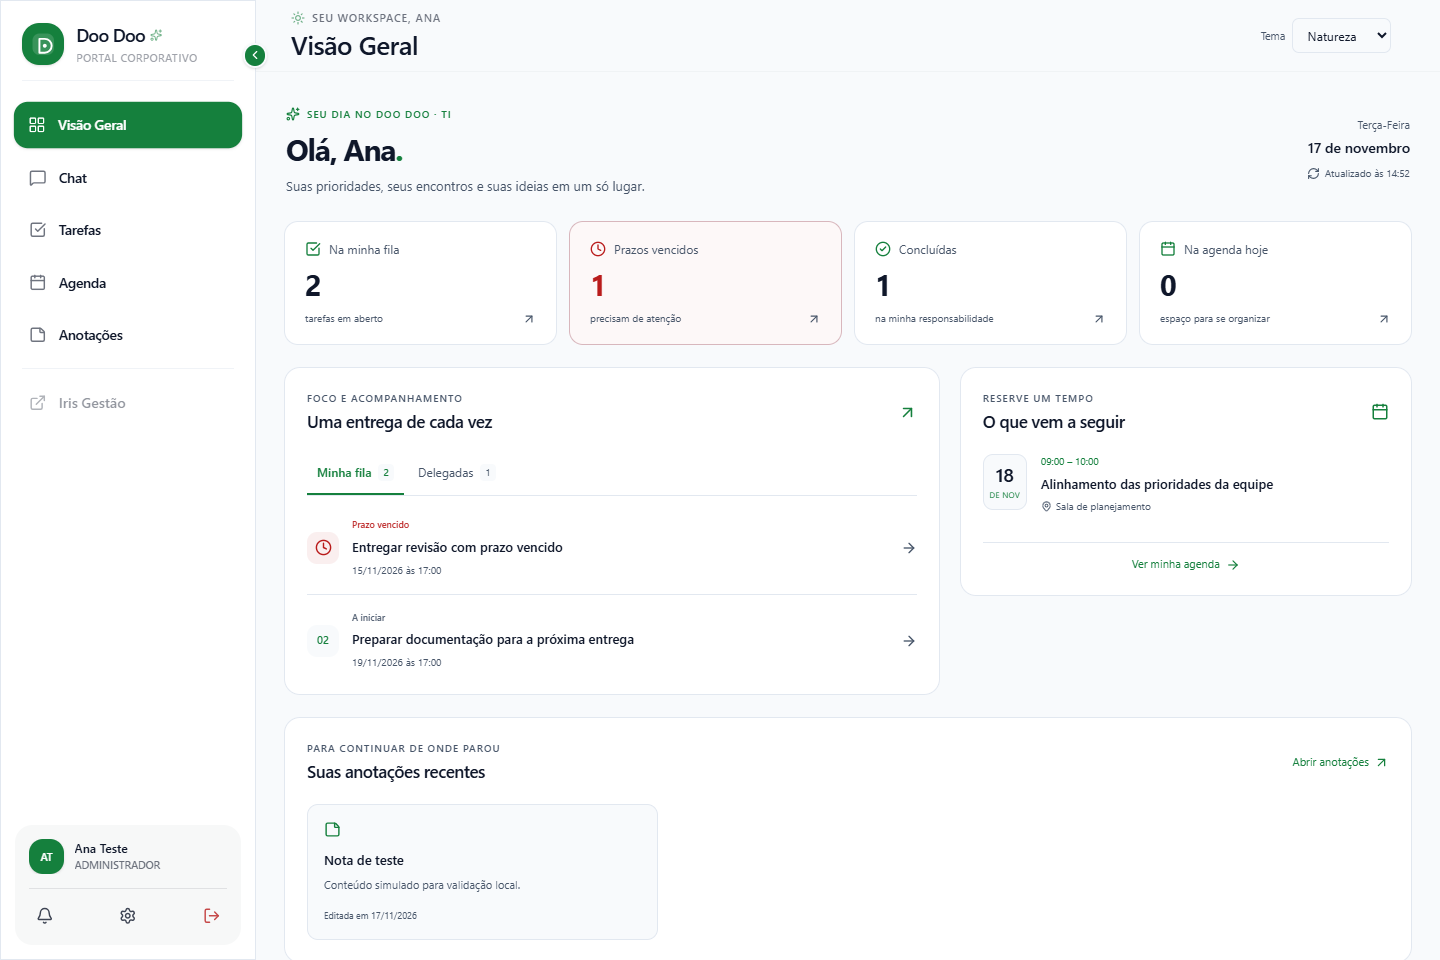 Doo Doo
PORTAL CORPORATIVO
Visão Geral
Chat
Tarefas
Agenda
Anotações
Iris Gestão
AT
Ana Teste
ADMINISTRADOR
SEU WORKSPACE, ANA
Visão Geral
Tema
Natureza
SEU DIA NO DOO DOO · TI
Olá, Ana.
Suas prioridades, seus encontros e suas ideias em um só lugar.
Terça-Feira
17 de novembro
Atualizado às 14:52
Na minha fila
2
tarefas em aberto
Prazos vencidos
1
precisam de atenção
Concluídas
1
na minha responsabilidade
Na agenda hoje
0
espaço para se organizar
FOCO E ACOMPANHAMENTO
Uma entrega de cada vez
Minha fila 2
Delegadas 1
Prazo vencido
Entregar revisão com prazo vencido
15/11/2026 às 17:00
A iniciar
02
Preparar documentação para a próxima entrega
19/11/2026 às 17:00
RESERVE UM TEMPO
O que vem a seguir
18
DE NOV
09:00 – 10:00
Alinhamento das prioridades da equipe
Sala de planejamento
Ver minha agenda
PARA CONTINUAR DE ONDE PAROU
Suas anotações recentes
Abrir anotações
Nota de teste
Conteúdo simulado para validação local.
Editada em 17/11/2026